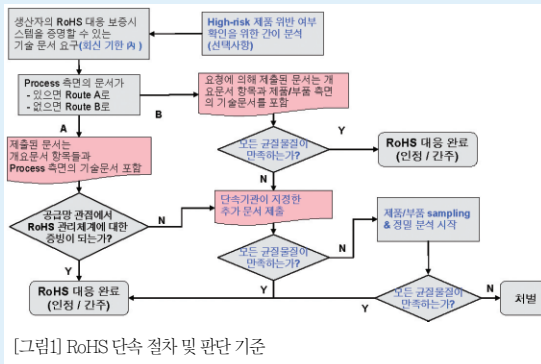 생산자의 RoHS 대응 보증시
스템을 증명할 수 있는
기술 문서 요구(회신 기한 內)
High-risk 제품 위반 여부
확인을 위한 간이 분석
(선택사항)
Process 측면의 문서가
- 있으면 Route A로
- 없으면 Route B로
B
요청에 의해 제출된 문서는 개
요문서 항목과 제품/부품 측면
의 기술문서를 포함
A
제출된 문서는
개요문서 항목들과
Process 측면의 기술문서 포함
모든 균질물질이
만족하는가?
Y
RoHS 대응 완료
(인정 / 간주)
N
공급망 관점에서
RoHS 관리체계에 대한
증빙이 되는가?
N
단속기관이 지정한
추가 문서 제출
제품/부품 sampling
& 정밀 분석 시작
모든 균질물질이
만족하는가?
N
Y
Y
RoHS 대응 완료
(인정 / 간주)
모든 균질물질이
만족하는가?
Y
N
처벌
[그림1] RoHS 단속 절차 및 판단 기준